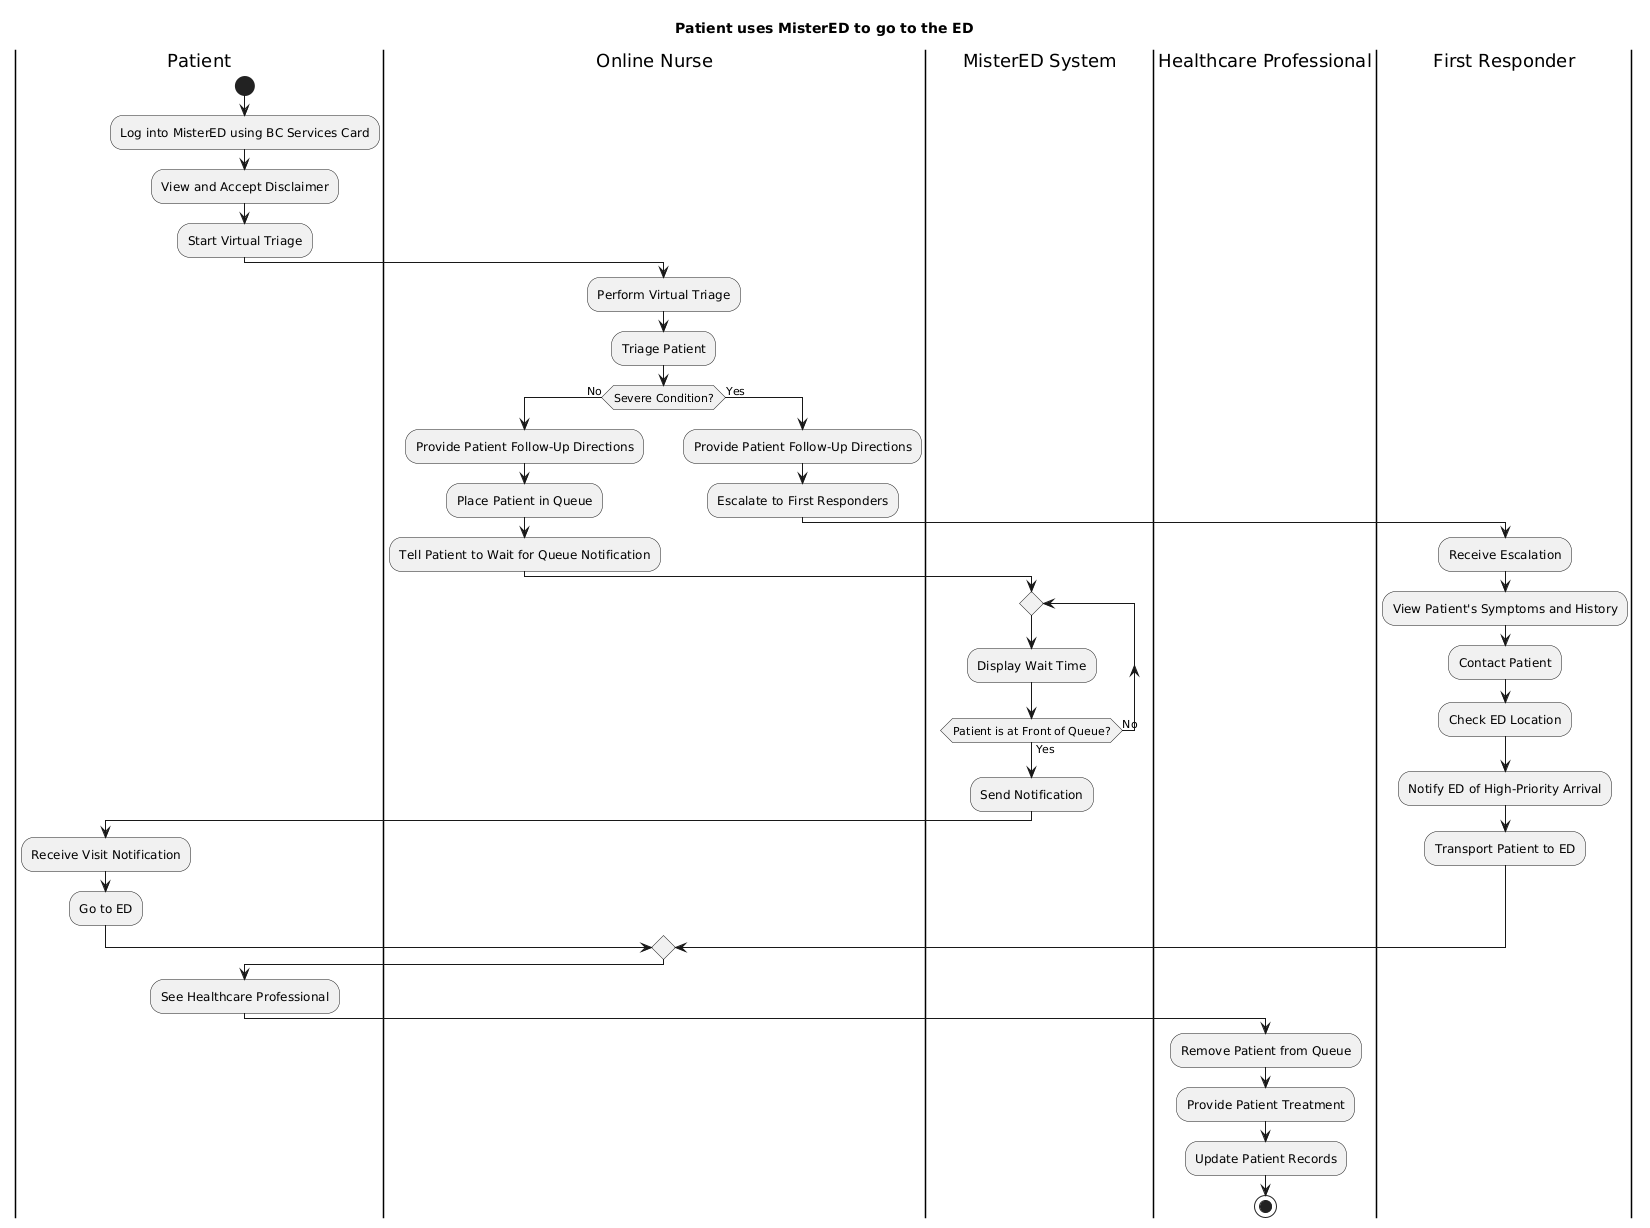 Patient uses MisterED to go to the ED
Patient
Online Nurse
MisterED System
Healthcare Professional
First Responder
Log into MisterED using BC Services Card
View and Accept Disclaimer
Start Virtual Triage
Perform Virtual Triage
Triage Patient
No
Severe Condition?
Yes
Provide Patient Follow-Up Directions
Provide Patient Follow-Up Directions
Place Patient in Queue
Escalate to First Responders
Tell Patient to Wait for Queue Notification
Receive Escalation
View Patient's Symptoms and History
Display Wait Time
Contact Patient
Check ED Location
Patient is at Front of Queue?
No
Yes
Send Notification
Notify ED of High-Priority Arrival
Receive Visit Notification
Transport Patient to ED
Go to ED
See Healthcare Professional
Remove Patient from Queue
Provide Patient Treatment
Update Patient Records